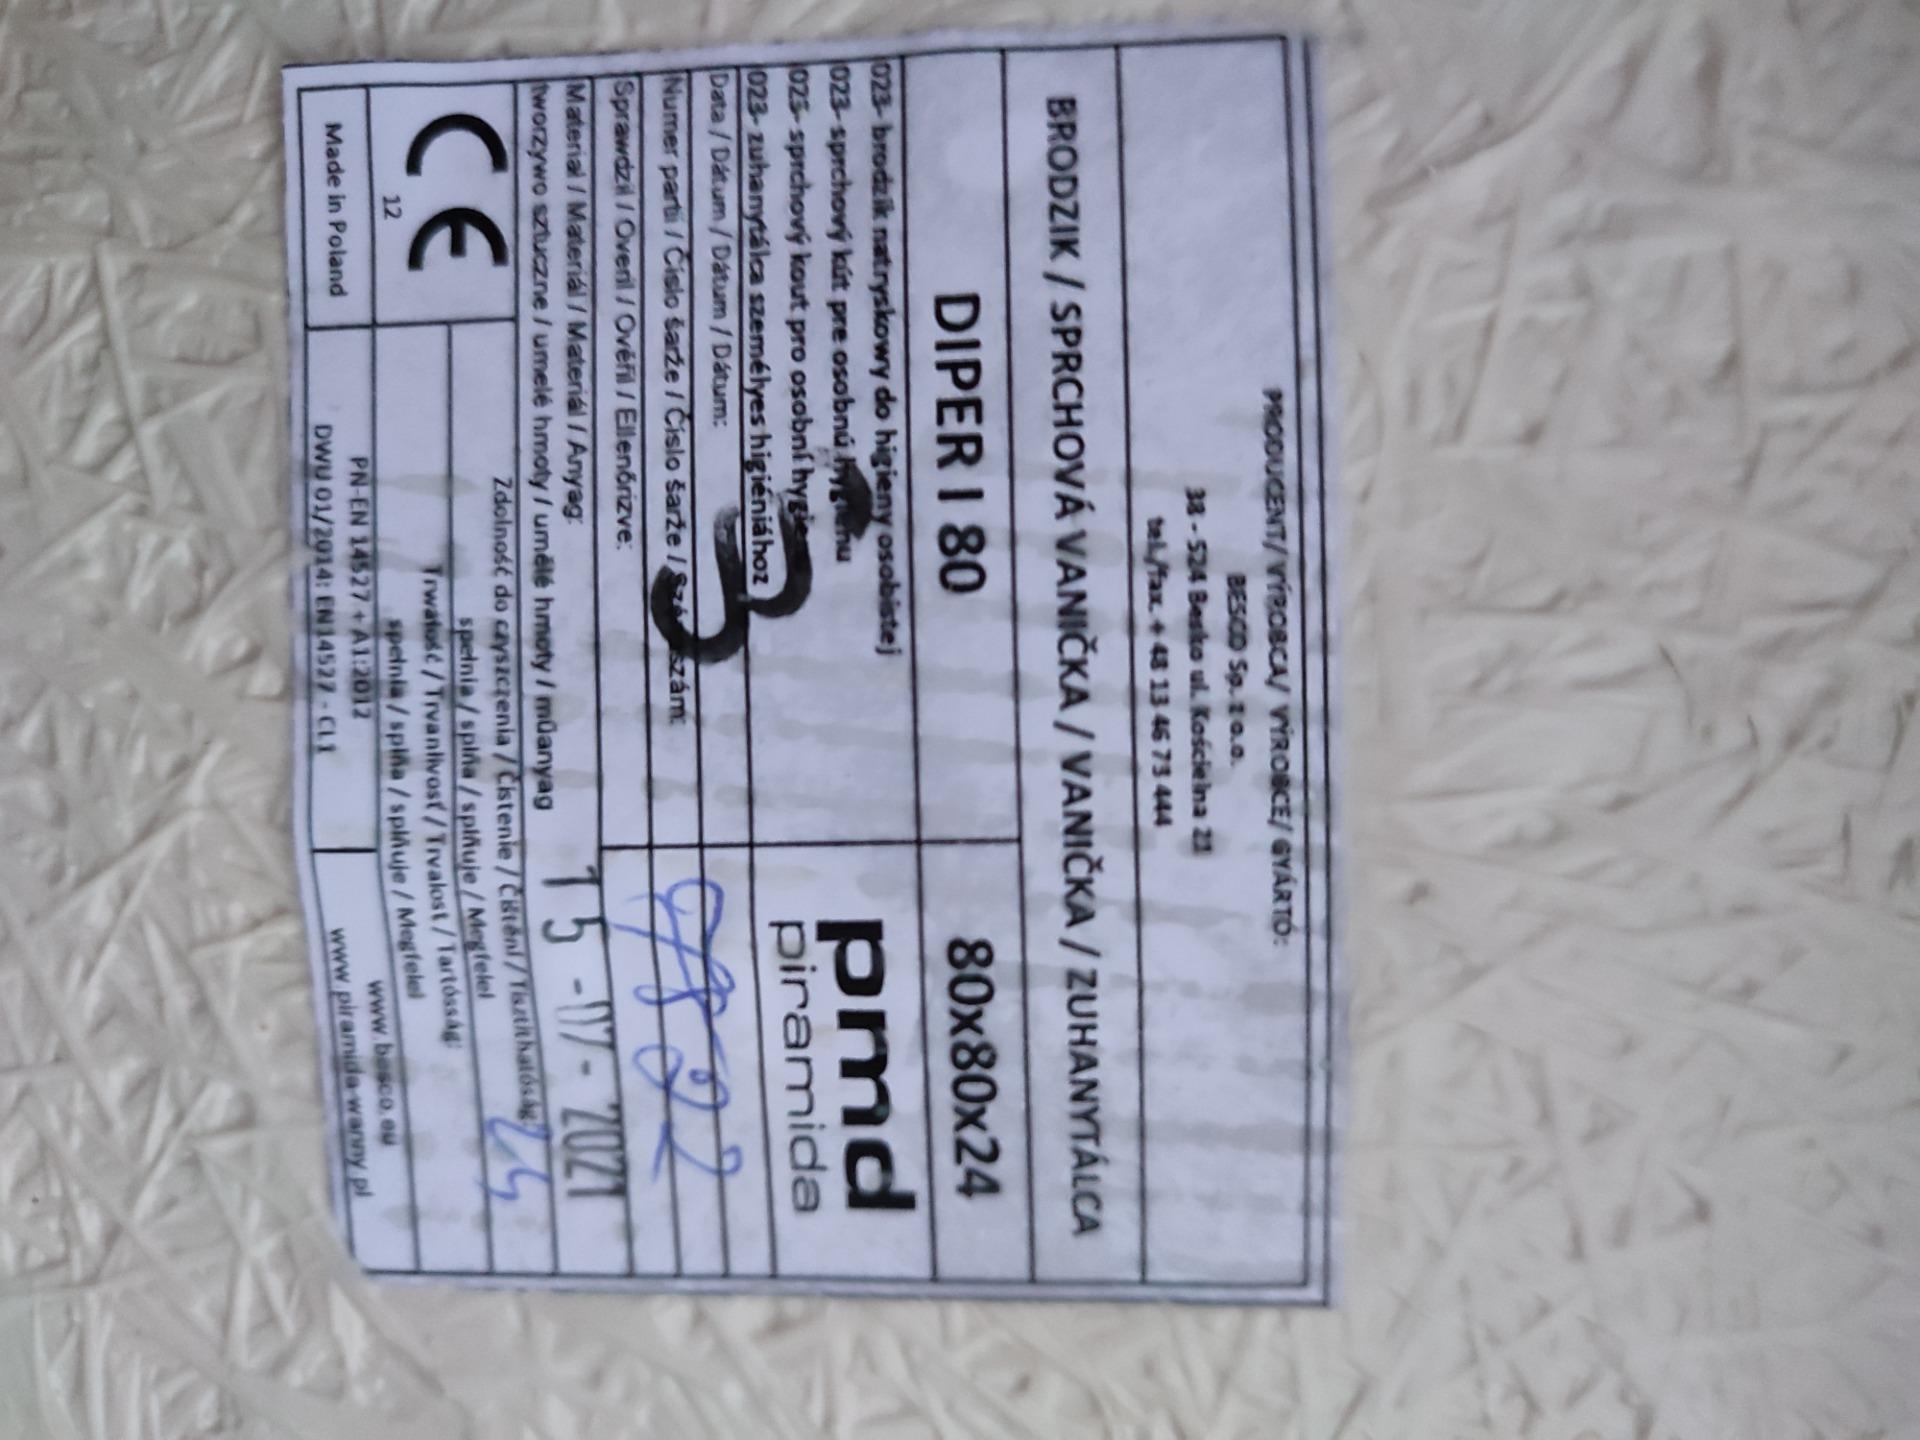 PRODUCENT/ VÝROBCA/ VÝROBCE/ GYÁRTÓ:
BESCO Sp. z o.o.
38 - 524 Besko ul. Kościelna 21
tel./fax. + 48 13 46 73 444
BRODZIK / SPRCHOVÁ VANIČKA / VANIČKA / ZUHANYTÁLCA
DIPER I 80
80x80x24
023- brodzik natryskowy do higieny osobistej
023- sprchový kút pre osobnú hygienu
023- sprchový kout pro osobní
023- zuhanytálca személyes higiéniához
pmd
piramida
Data / Dátum / Dátum / Dátum:
Numer partii / Číslo šarže / Číslo šarže /
Sprawdził / Overil / Ověřil / Ellenőrizve:
Materiał / Materiál / Materiál / Anyag:
tworzywo sztuczne / umelé hmoty / umělé hmoty / műanyag
15 -07- 2021
CE
12
Zdolność do czyszczenia / Čistenie / Čištění / Tisztíthatóság:
spełnia / spĺňa / splňuje / Megfelel
Trwałość / Trvanlivosť / Trvalost / Tartósság:
spełnia / spĺňa / splňuje / Megfelel
Made in Poland
PN-EN 14527 + A1:2012
DWU 01/2014: EN14527 - CL1
www.besco.eu
www.piramida-wanny.pl